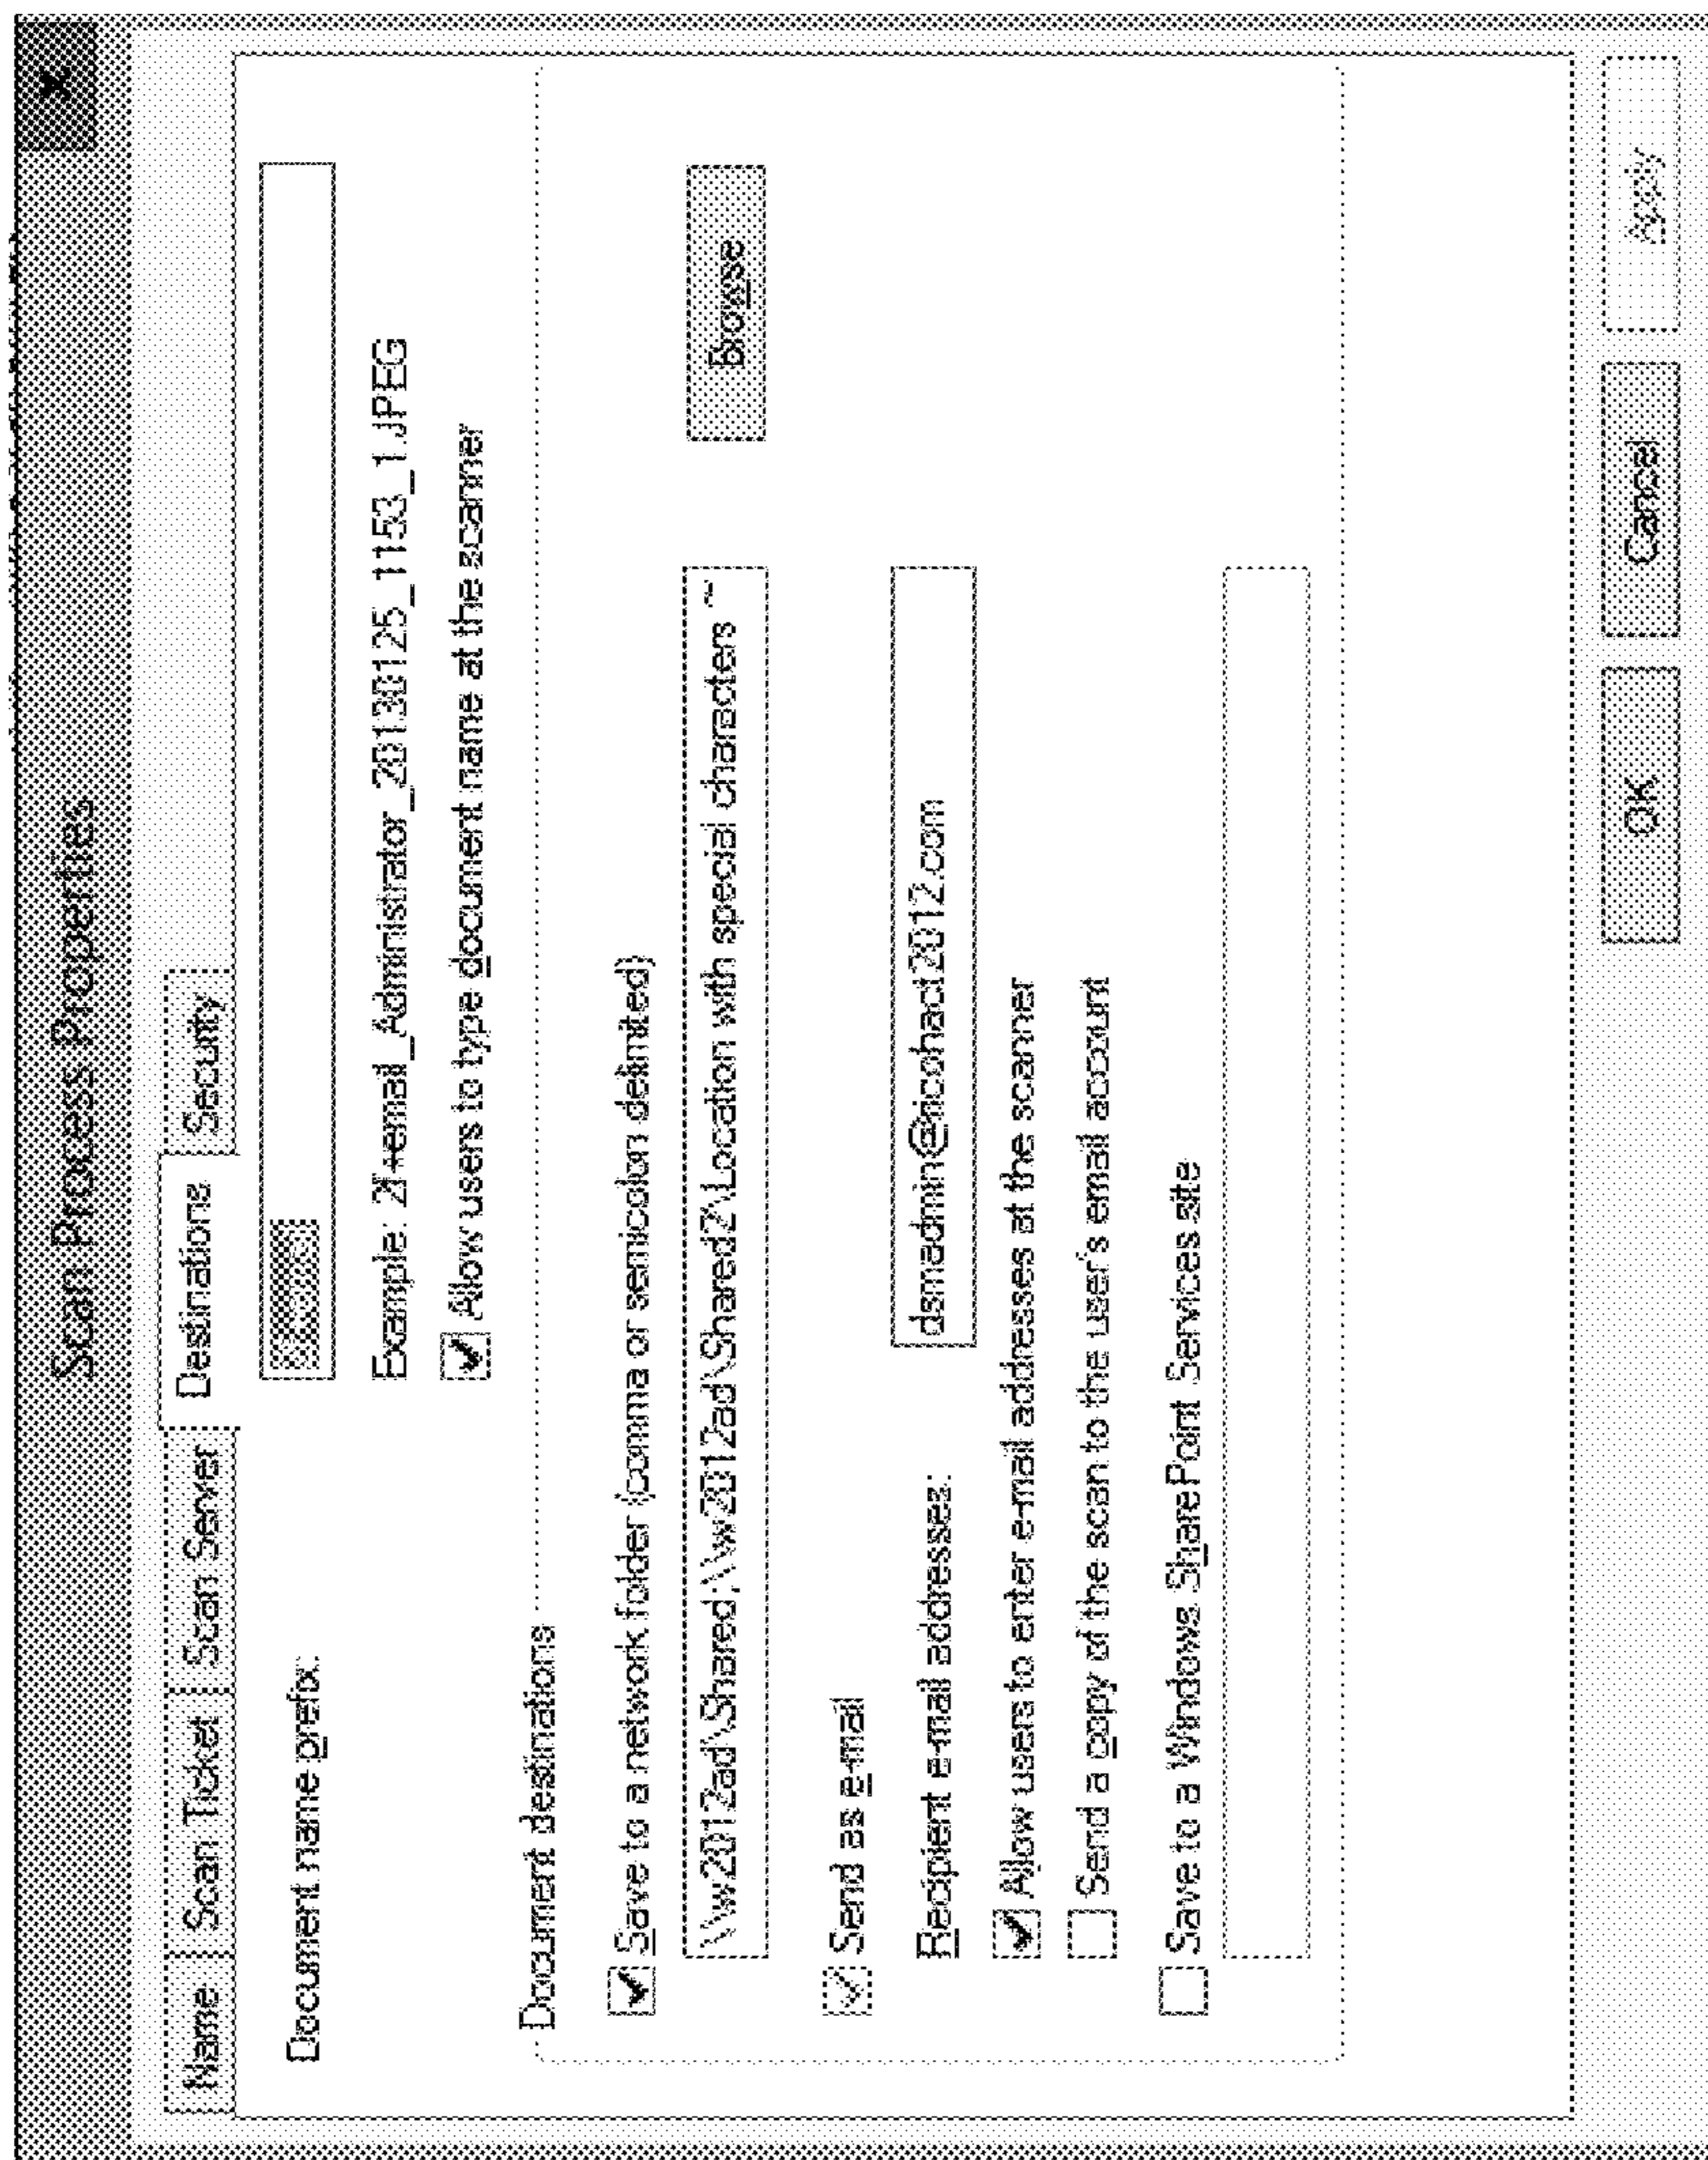 Scan Process Properties
Name Scan Ticket Scan Server Destinations Security
Document name prefix:
Example: 2f+email_Administrator_20130125_1153_1.JPEG
Allow users to type document name at the scanner
Document destinations
Save to a network folder (comma or semicolon delimited)
\\w2012ad\Shared;\\w2012ad\Shared2\Location with special characters ~
Browse
Send as e-mail
Recipient e-mail addresses:
dsmadmin@ricohact2012.com
Allow users to enter e-mail addresses at the scanner
Send a copy of the scan to the user's email account
Save to a Windows SharePoint Services site
OK Cancel Apply